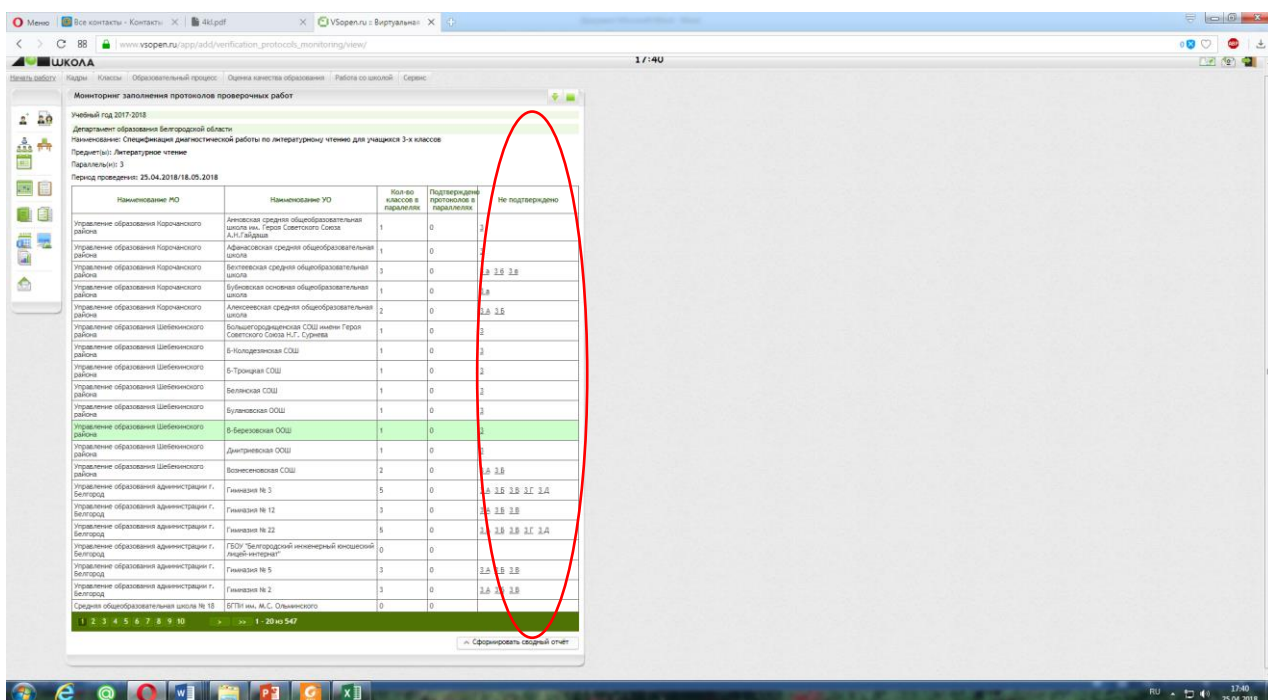 Меню
Все контакты - Контакты
4kl.pdf
VSopen.ru :: Виртуальная
www.vsopen.ru/app/add/verification_protocols_monitoring/view/
ШКОЛА
17:40
Начать работу Кадры Классы Образовательный процесс Оценка качества образования Работа со школой Сервис
Мониторинг заполнения протоколов проверочных работ
Учебный год 2017-2018
Департамент образования Белгородской области
Наименование: Спецификация диагностической работы по литературному чтению для учащихся 3-х классов
Предмет(ы): Литературное чтение
Параллель(и): 3
Период проведения: 25.04.2018/18.05.2018
Наименование МО Наименование УО Кол-во классов в паралелях Подтверждено протоколов в параллелях Не подтверждено
Управление образования Корочанского района Анновская средняя общеобразовательная школа им. Героя Советского Союза А.Н.Гайдаша 1 0 3
Управление образования Корочанского района Афанасовская средняя общеобразовательная школа 1 0
Управление образования Корочанского района Бехтеевская средняя общеобразовательная школа 3 0 а 3 б 3 в
Управление образования Корочанского района Бубновская основная общеобразовательная школа 1 0 а
Управление образования Корочанского района Алексеевская средняя общеобразовательная школа 2 0 3 А 3 Б
Управление образования Шебекинского района Большегородищенская СОШ имени Героя Советского Союза Н.Г. Сурнева 1 0 3
Управление образования Шебекинского района Б-Колодезянская СОШ 1 0 3
Управление образования Шебекинского района Б-Троицкая СОШ 1 0 3
Управление образования Шебекинского района Белянская СОШ 1 0 3
Управление образования Шебекинского района Булановская ООШ 1 0 3
Управление образования Шебекинского района В-Березовская ООШ 1 0 3
Управление образования Шебекинского района Дмитриевская ООШ 1 0
Управление образования Шебекинского района Вознесеновская СОШ 2 0 А 3 Б
Управление образования администрации г. Белгород Гимназия № 3 5 0 3 А 3 Б 3 В 3 Г 3 Д
Управление образования администрации г. Белгород Гимназия № 12 3 0 3 А 3 Б 3 В
Управление образования администрации г. Белгород Гимназия № 22 5 0 3 А 3 Б 3 В 3 Г 3 Д
Управление образования администрации г. Белгород ГБОУ "Белгородский инженерный юношеский лицей-интернат" 0 0
Управление образования администрации г. Белгород Гимназия № 5 3 0 3 А 3 Б 3 В
Управление образования администрации г. Белгород Гимназия № 2 3 0 3 А 3 3 В
Средняя общеобразовательная школа № 18 БГПИ им. М.С. Ольминского 0 0
1 2 3 4 5 6 7 8 9 10 > >> 1 - 20 из 547
Сформировать сводный отчёт
RU 17:40
25.04.2018